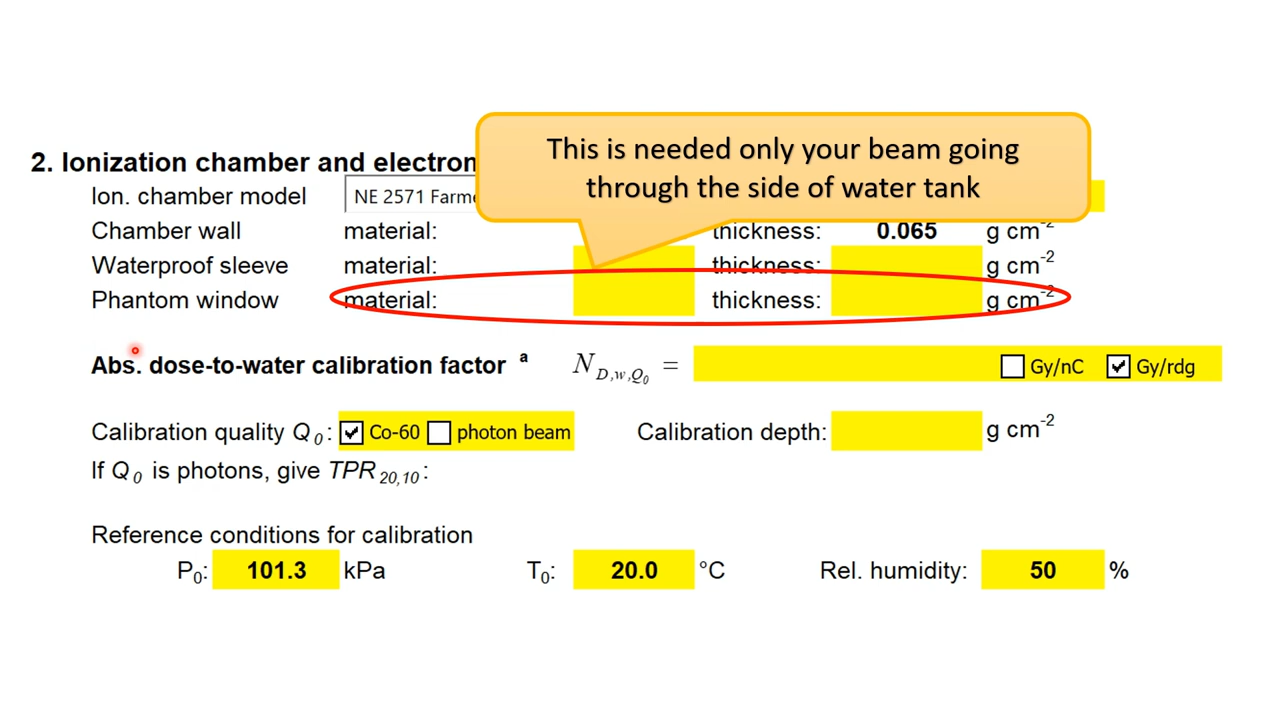 This is needed only your beam going
through the side of water tank
2. Ionization chamber and electron
Ion. chamber model NE 2571 Farme
Chamber wall material: thickness: 0.065 g cm-2
Waterproof sleeve material: thickness: g cm-2
Phantom window material: thickness: g cm-2
Abs. dose-to-water calibration factor a N D,w,Q0 = Gy/nC Gy/rdg
Calibration quality Q0: Co-60 photon beam Calibration depth: g cm-2
If Q0 is photons, give TPR20,10:
Reference conditions for calibration
P0: 101.3 kPa T0: 20.0 °C Rel. humidity: 50 %